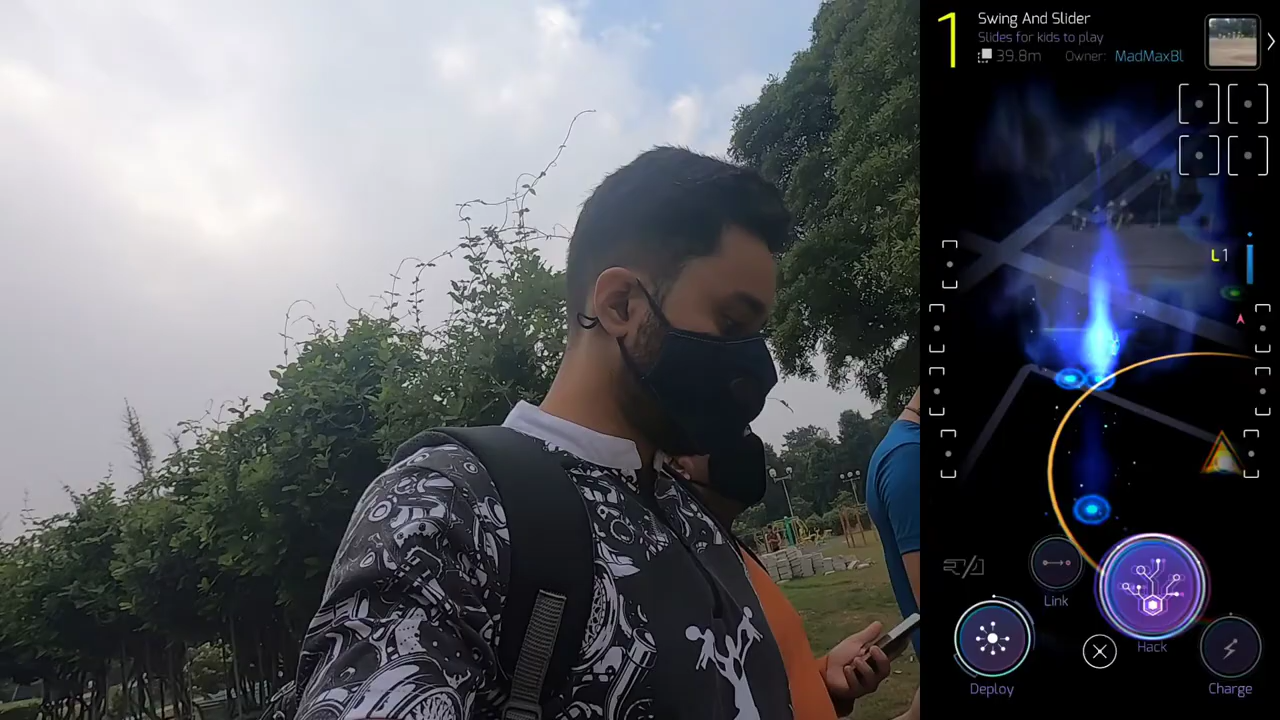 1
Swing And Slider
Slides for kids to play
39.8m Owner: MadMaxBl
L1
Link
Hack
Deploy
Charge